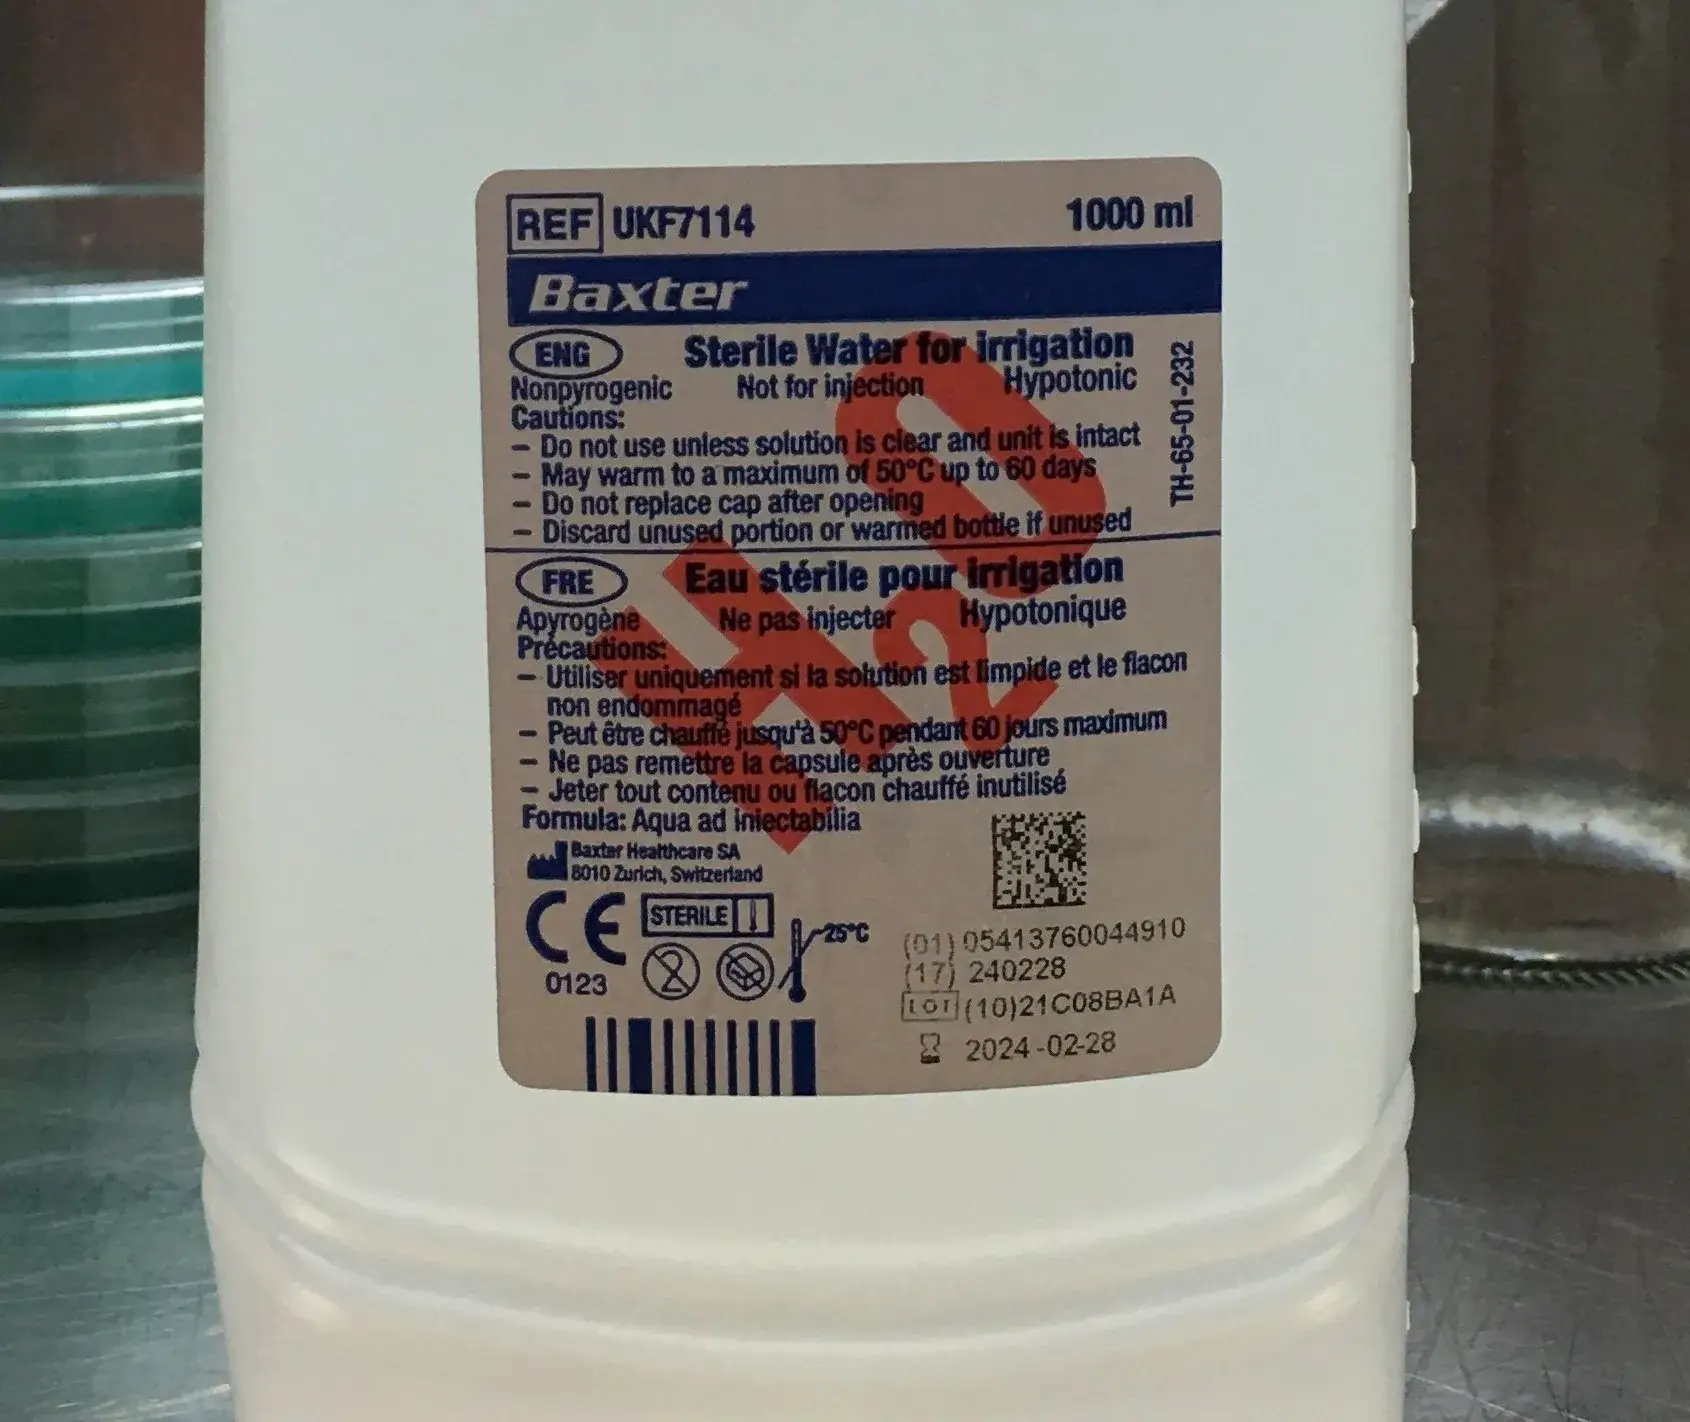 REF UKF7114 1000 ml
Baxter
ENG Sterile Water for irrigation
Nonpyrogenic Not for injection Hypotonic
Cautions:
– Do not use unless solution is clear and unit is intact
– May warm to a maximum of 50°C up to 60 days
– Do not replace cap after opening
– Discard unused portion or warmed bottle if unused
TH-65-01-232
FRE Eau stérile pour irrigation
Apyrogène Ne pas injecter Hypotonique
Précautions:
– Utiliser uniquement si la solution est limpide et le flacon
non endommagé
– Peut être chauffé jusqu'à 50°C pendant 60 jours maximum
– Ne pas remettre la capsule après ouverture
– Jeter tout contenu ou flacon chauffé inutilisé
Formula: Aqua ad iniectabilia
H2O
Baxter Healthcare SA
8010 Zurich, Switzerland
CE STERILE 25°C
0123 2
(01) 05413760044910
(17) 240228
LOT (10)21C08BA1A
2024-02-28